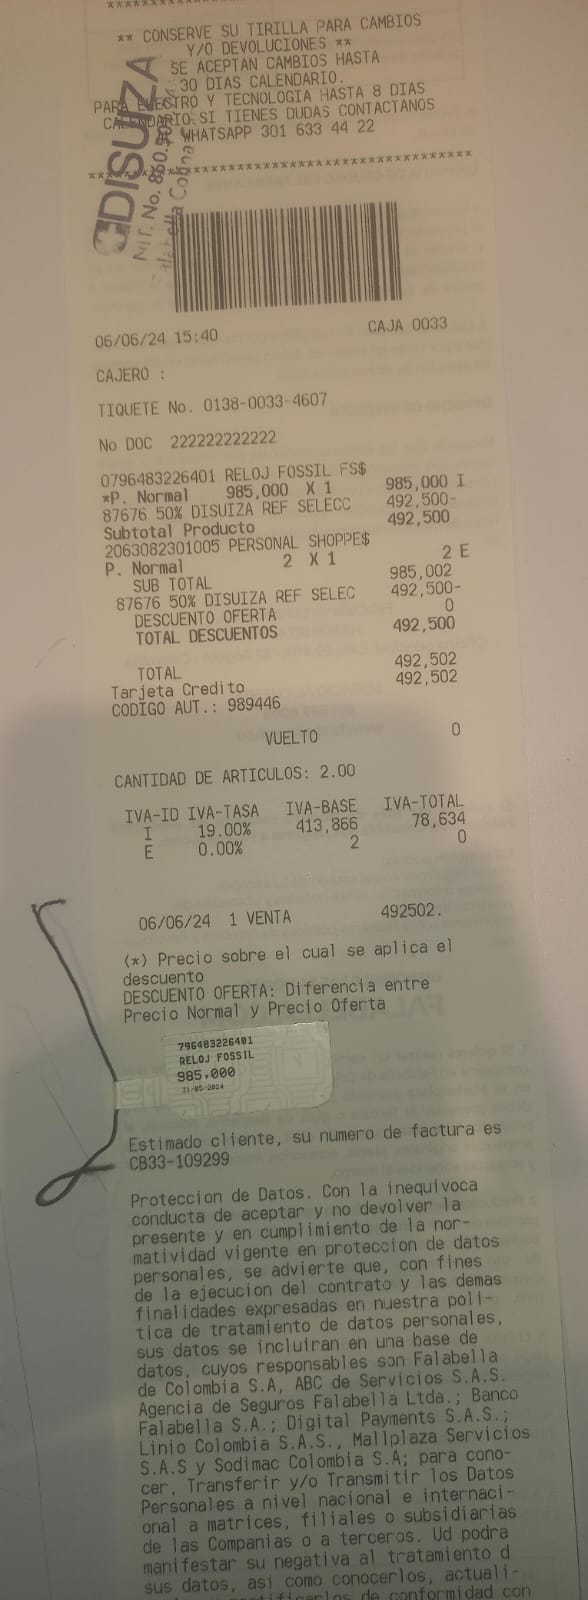 ** CONSERVE SU TIRILLA PARA CAMBIOS
Y/O DEVOLUCIONES **
SE ACEPTAN CAMBIOS HASTA
30 DIAS CALENDARIO.
PARA ELECTRO Y TECNOLOGIA HASTA 8 DIAS
CALENDARIO.SI TIENES DUDAS CONTACTANOS
WHATSAPP 301 633 44 22
DISUIZA
NIT. No. 860.
06/06/24 15:40 CAJA 0033
CAJERO :
TIQUETE No. 0138-0033-4607
No DOC 222222222222
0796483226401 RELOJ FOSSIL FS$
*P. Normal 985,000 X 1 985,000 I
87676 50% DISUIZA REF SELECC 492,500-
Subtotal Producto 492,500
2063082301005 PERSONAL SHOPPE$
P. Normal 2 X 1 2 E
SUB TOTAL 985,002
87676 50% DISUIZA REF SELEC 492,500-
DESCUENTO OFERTA 0
TOTAL DESCUENTOS 492,500
TOTAL 492,502
Tarjeta Credito 492,502
CODIGO AUT.: 989446
VUELTO 0
CANTIDAD DE ARTICULOS: 2.00
IVA-ID IVA-TASA IVA-BASE IVA-TOTAL
I 19.00% 413,866 78,634
E 0.00% 2 0
06/06/24 1 VENTA 492502.
(*) Precio sobre el cual se aplica el
descuento
DESCUENTO OFERTA: Diferencia entre
Precio Normal y Precio Oferta
796483226401
RELOJ FOSSIL
985,000
31/05/2024
Estimado cliente, su numero de factura es
CB33-109299
Proteccion de Datos. Con la inequivoca
conducta de aceptar y no devolver la
presente y en cumplimiento de la nor-
matividad vigente en proteccion de datos
personales, se advierte que, con fines
de la ejecucion del contrato y las demas
finalidades expresadas en nuestra poli-
tica de tratamiento de datos personales,
sus datos se incluiran en una base de
datos, cuyos responsables son Falabella
de Colombia S.A, ABC de Servicios S.A.S.
Agencia de Seguros Falabella Ltda.; Banco
Falabella S.A.; Digital Payments S.A.S.;
Linio Colombia S.A.S., Mallplaza Servicios
S.A.S y Sodimac Colombia S.A; para cono-
cer, Transferir y/o Transmitir los Datos
Personales a nivel nacional e internaci-
onal a matrices, filiales o subsidiarias
de las Companias o a terceros. Ud podra
manifestar su negativa al tratamiento d
sus datos, asi como conocerlos, actuali-
de conformidad con